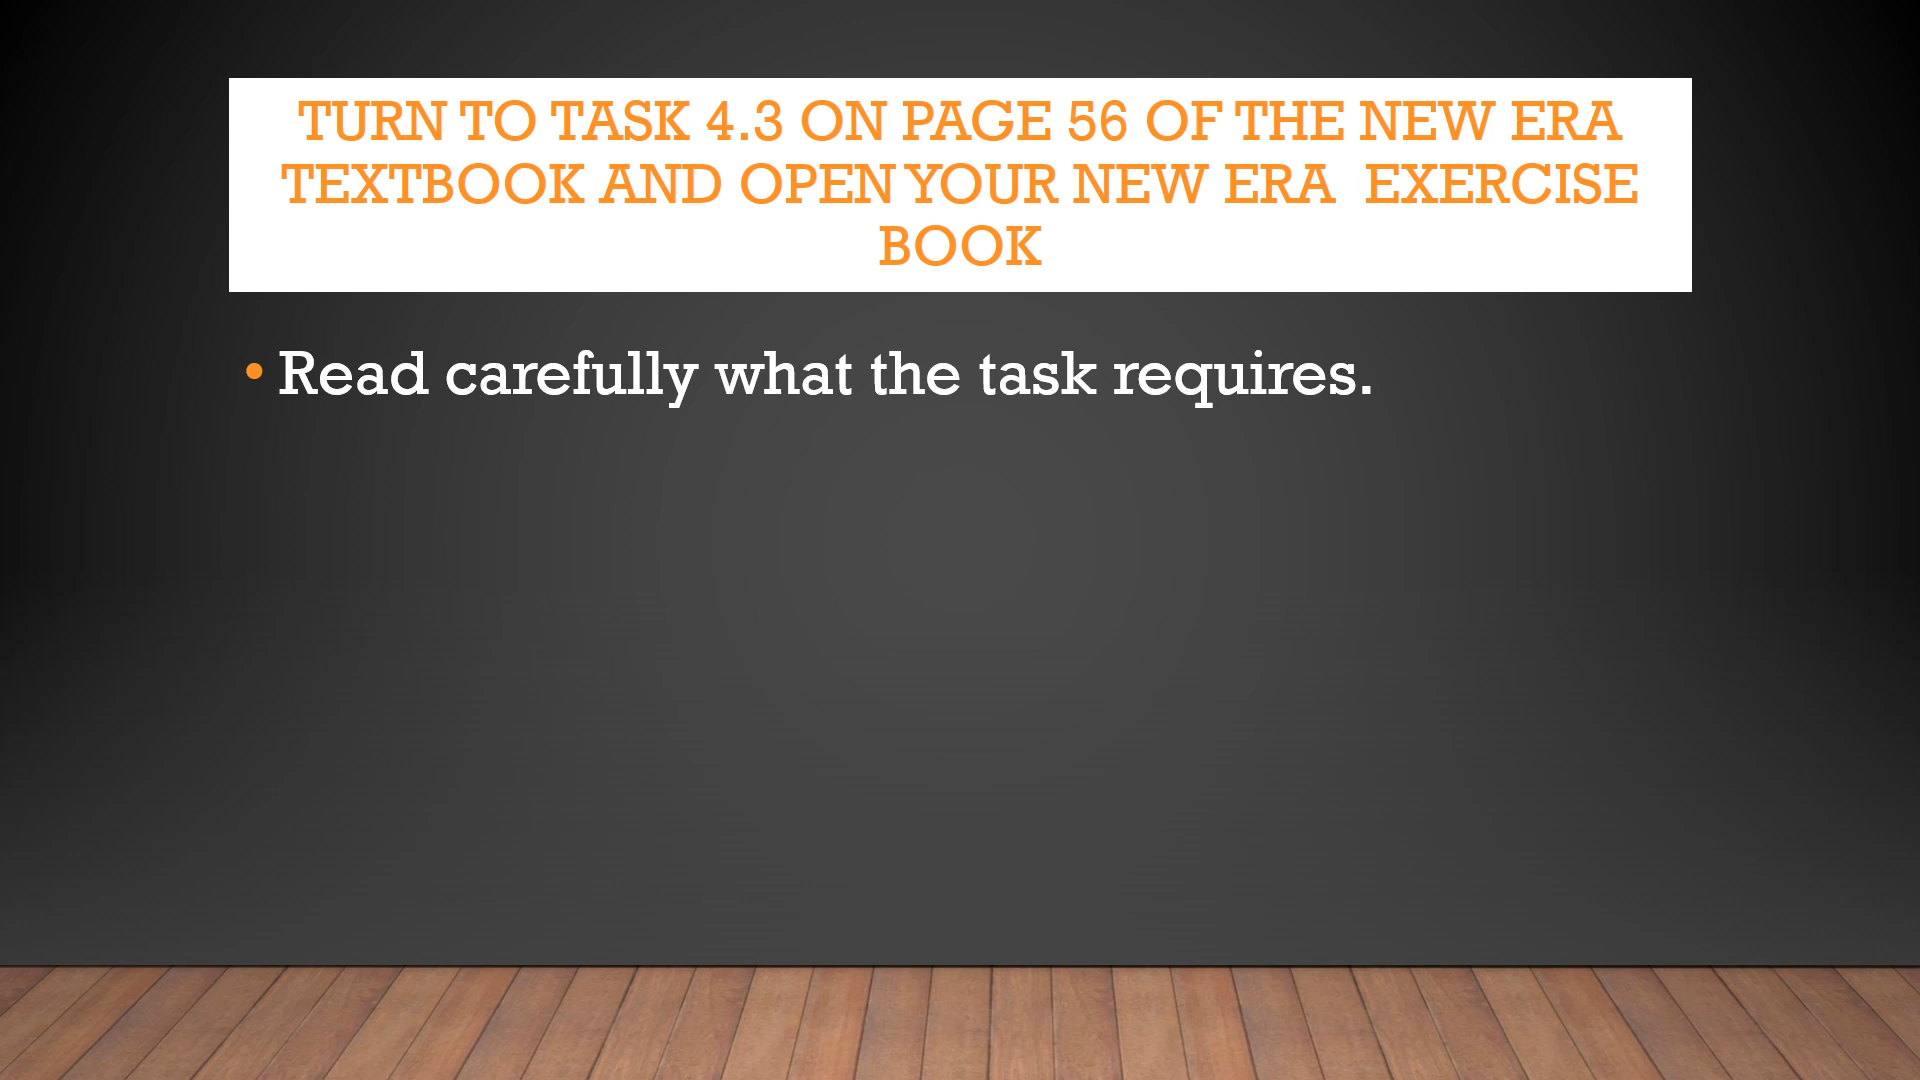 TURN TO TASK 4.3 ON PAGE 56 OF THE NEW ERA
TEXTBOOK AND OPEN YOUR NEW ERA  EXERCISE
BOOK
• Read carefully what the task requires.